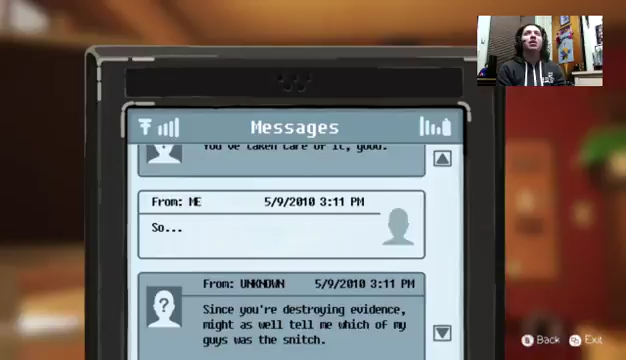 Messages
You've taken care of it, good.
From: ME 5/9/2010 3:11 PM
So...
From: UNKNOWN 5/9/2010 3:11 PM
?
Since you're destroying evidence,
might as well tell me which of my
guys was the snitch.
Back Exit